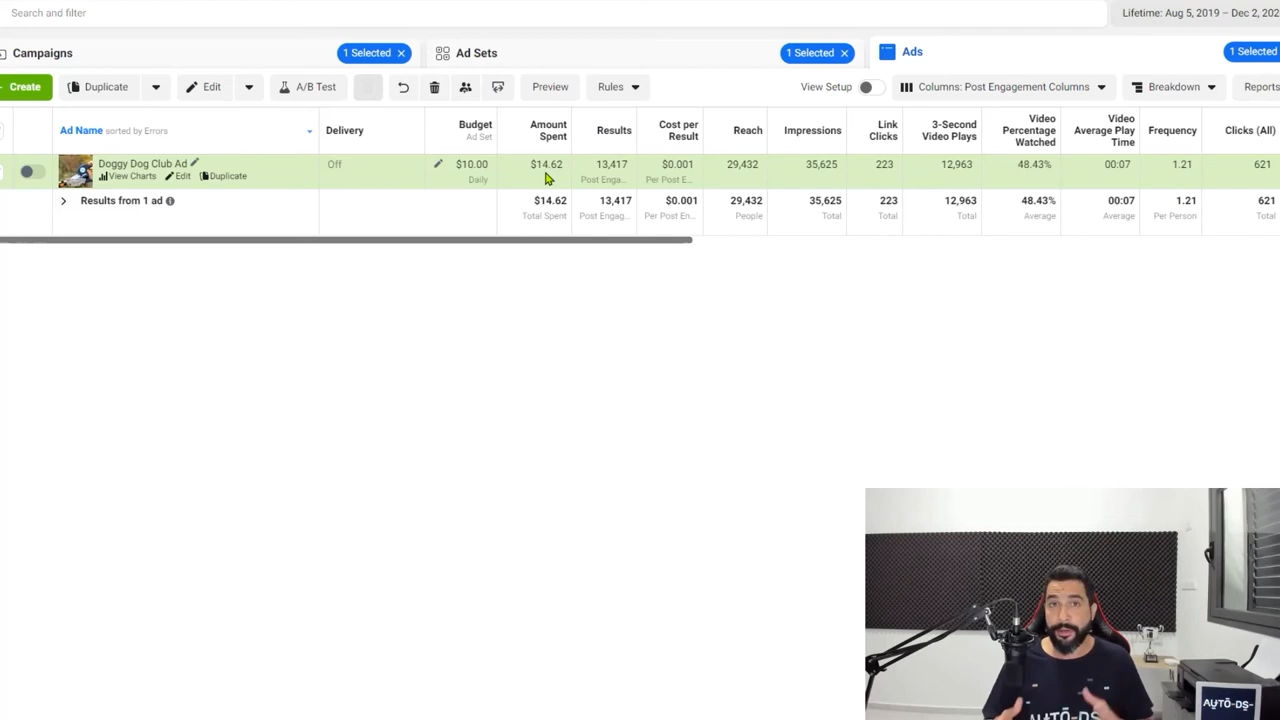 Search and filter
Lifetime: Aug 5, 2019 – Dec 2, 202
Campaigns
1 Selected ×
Ad Sets
1 Selected ×
Ads
1 Selected
Create
Duplicate
Edit
A/B Test
Preview
Rules
View Setup
Columns: Post Engagement Columns
Breakdown
Reports
Ad Name sorted by Errors
Delivery
Budget
Ad Set
Amount
Spent
Results
Cost per
Result
Reach
Impressions
Link
Clicks
3-Second
Video Plays
Video
Percentage
Watched
Video
Average Play
Time
Frequency
Clicks (All)
Doggy Dog Club Ad
View Charts Edit Duplicate
Off
$10.00
Daily
$14.62
13,417
Post Enga...
$0.001
Per Post E...
29,432
35,625
223
12,963
48.43%
00:07
1.21
621
Results from 1 ad
$14.62
Total Spent
13,417
Post Engag...
$0.001
Per Post En...
29,432
People
35,625
Total
223
Total
12,963
Total
48.43%
Average
00:07
Average
1.21
Per Person
621
Total
AUTO-DS
AUTO-DS-